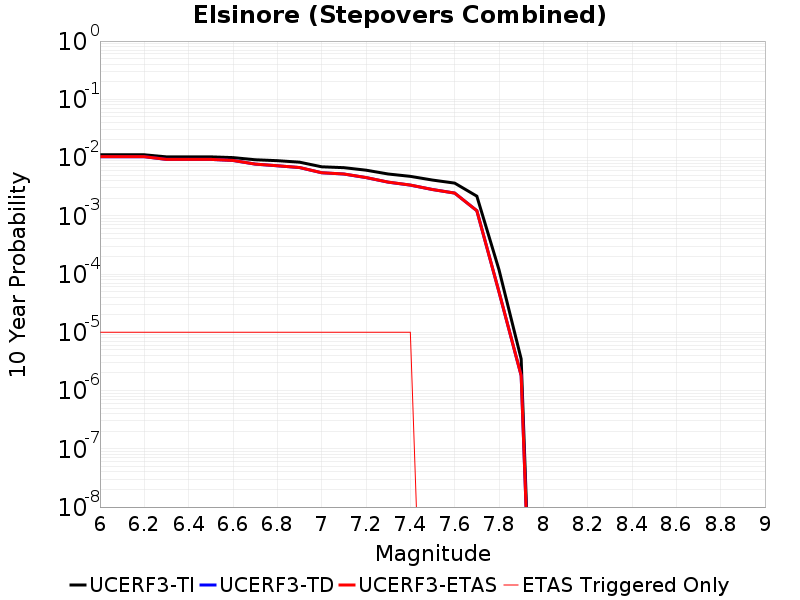 Elsinore (Stepovers Combined)
10^0
10^-1
10^-2
10^-3
10^-4
10^-5
10^-6
10^-7
10^-8
10 Year Probability
6 6.2 6.4 6.6 6.8 7 7.2 7.4 7.6 7.8 8 8.2 8.4 8.6 8.8 9
Magnitude
UCERF3-TI UCERF3-TD UCERF3-ETAS ETAS Triggered Only